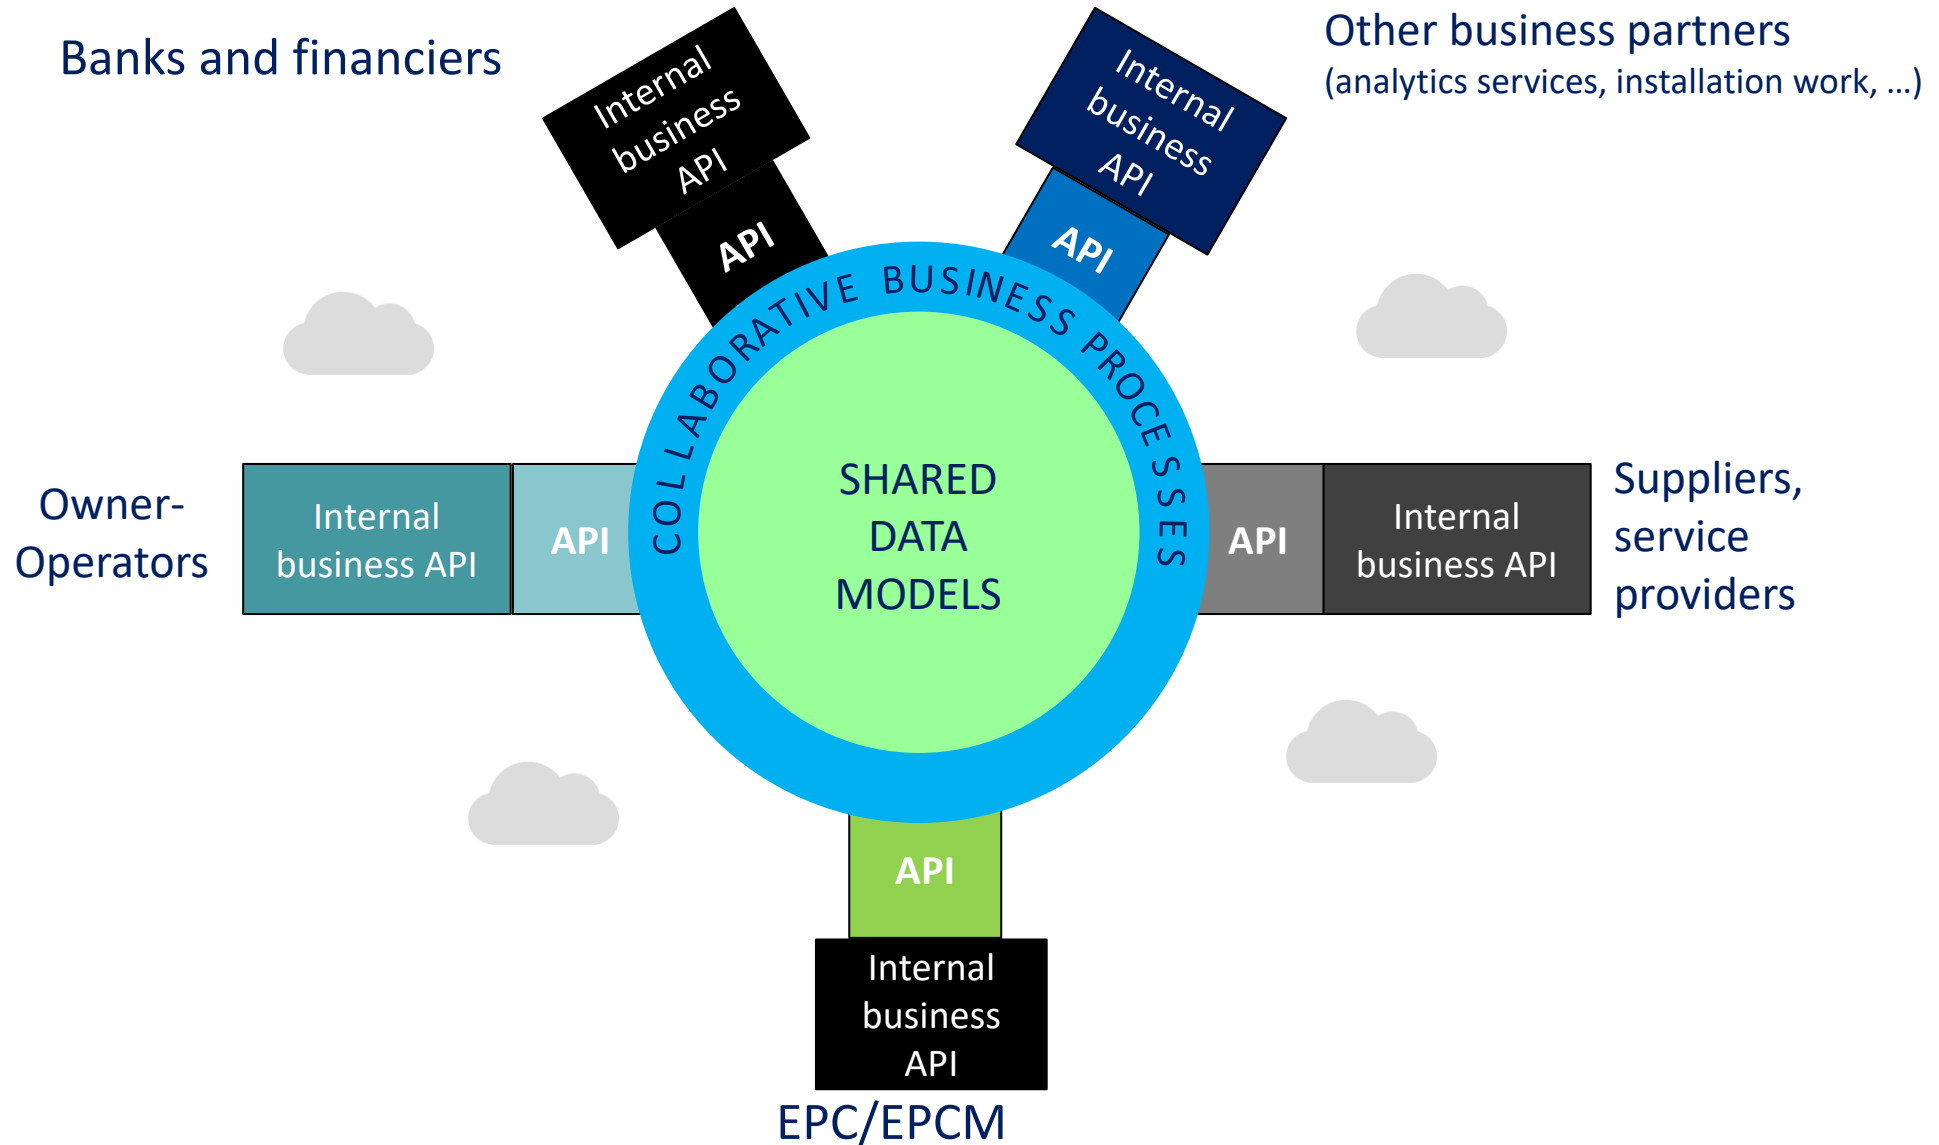 Banks and financiers
Internal
business
API
API
Internal
business
API
API
Other business partners
(analytics services, installation work, ...)
COLLABORATIVE BUSINESS PROCESSES
SHARED
DATA
MODELS
Owner-
Operators
Internal
business API
API
API
Internal
business API
Suppliers,
service
providers
API
Internal
business
API
EPC/EPCM